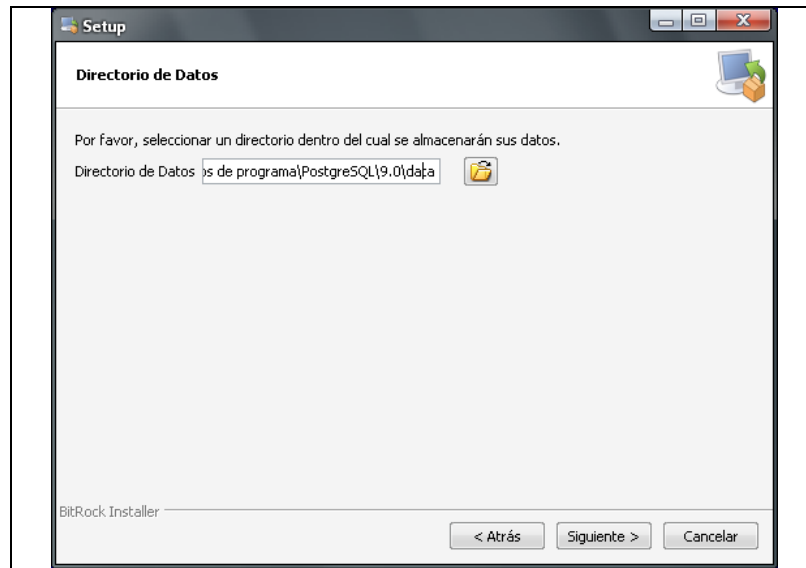 Setup
Directorio de Datos
Por favor, seleccionar un directorio dentro del cual se almacenarán sus datos.
Directorio de Datos os de programa\PostgreSQL\9.0\data
BitRock Installer
< Atrás Siguiente > Cancelar